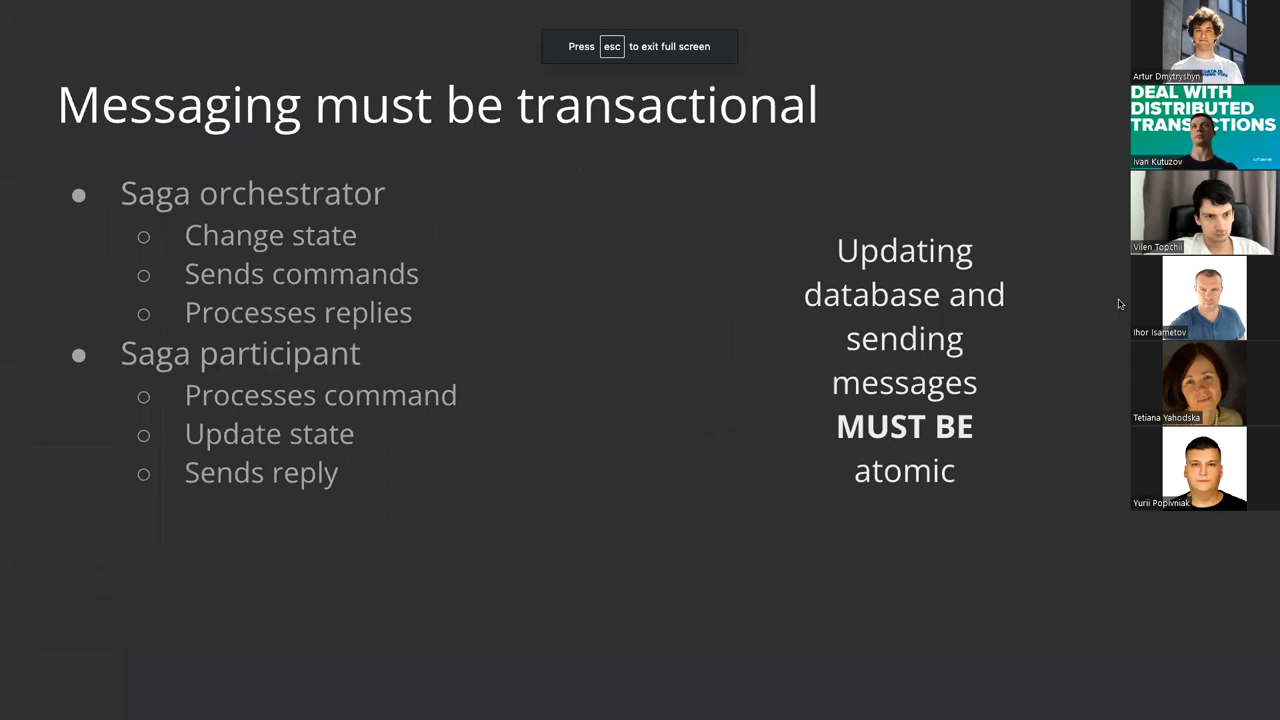 Press esc to exit full screen
Messaging must be transactional
● Saga orchestrator
○ Change state
○ Sends commands
○ Processes replies
● Saga participant
○ Processes command
○ Update state
○ Sends reply
Updating
database and
sending
messages
MUST BE
atomic
Artur Dmytryshyn
DEAL WITH
DISTRIBUTED
TRANSACTIONS
softserve
Ivan Kutuzov
Vilen Topchii
Ihor Isametov
Tetiana Yahodska
Yurii Popivniak